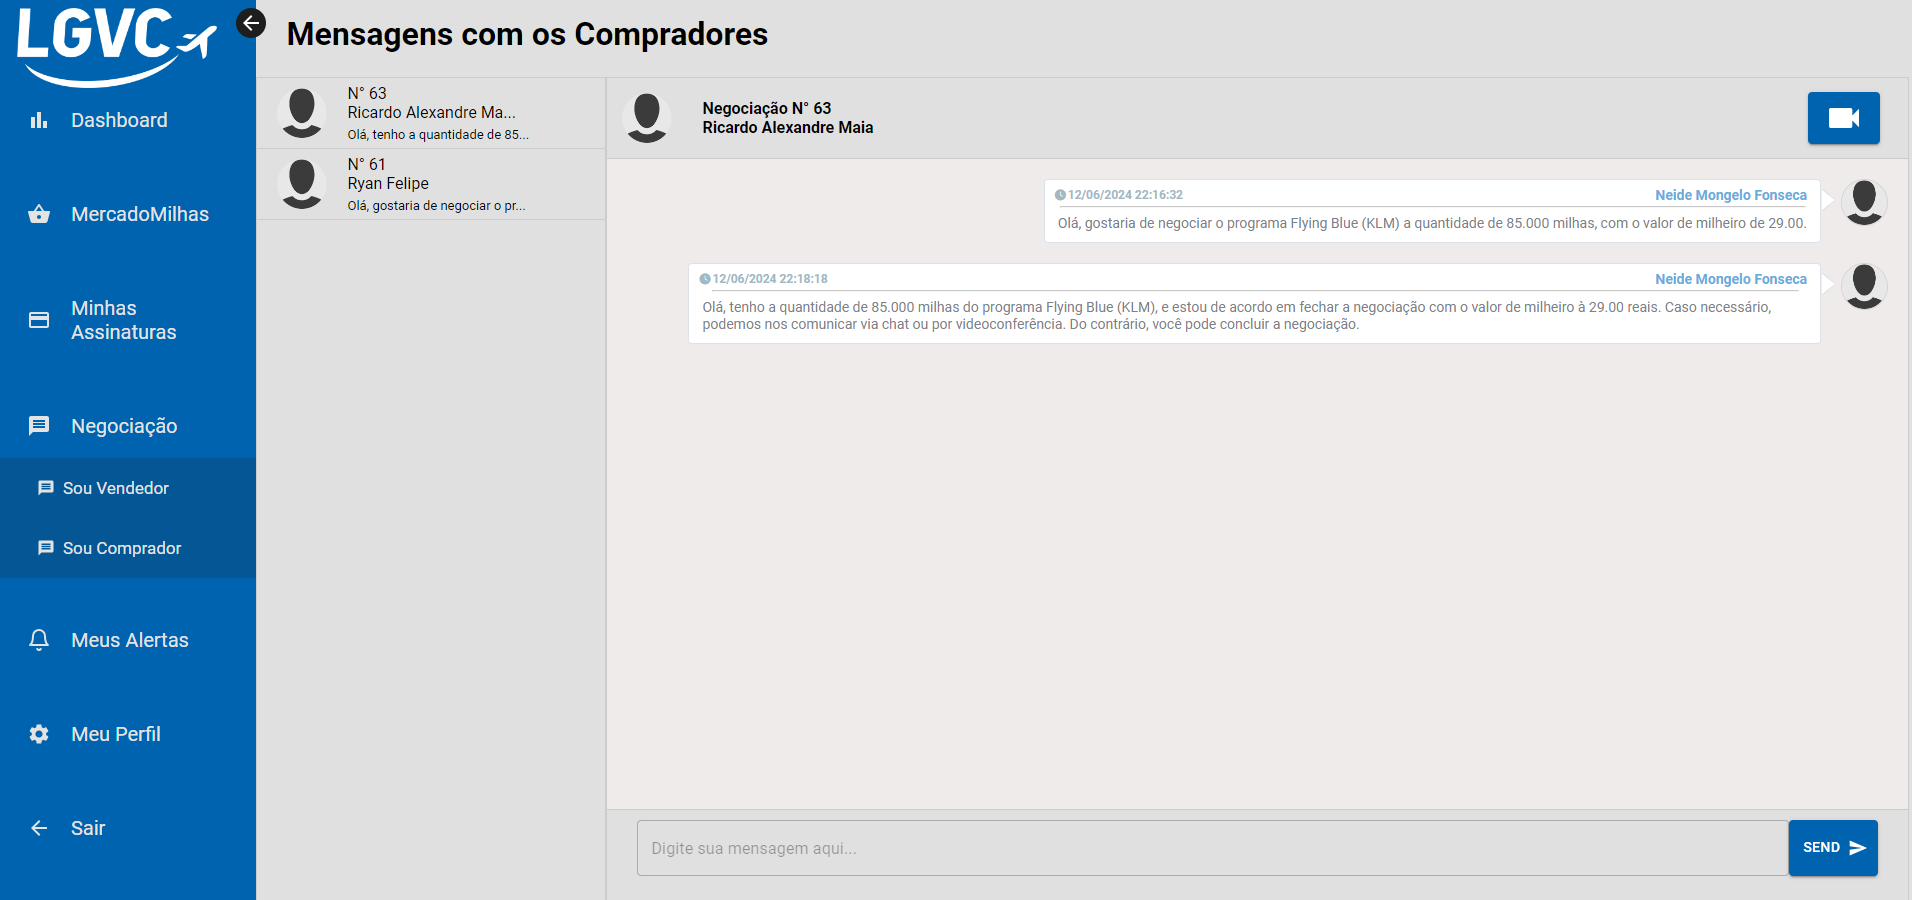 LGVC
Dashboard
MercadoMilhas
Minhas
Assinaturas
Negociação
Sou Vendedor
Sou Comprador
Meus Alertas
Meu Perfil
Sair
Mensagens com os Compradores
N° 63
Ricardo Alexandre Ma...
Olá, tenho a quantidade de 85...
N° 61
Ryan Felipe
Olá, gostaria de negociar o pr...
Negociação N° 63
Ricardo Alexandre Maia
12/06/2024 22:16:32 Neide Mongelo Fonseca
Olá, gostaria de negociar o programa Flying Blue (KLM) a quantidade de 85.000 milhas, com o valor de milheiro de 29.00.
12/06/2024 22:18:18 Neide Mongelo Fonseca
Olá, tenho a quantidade de 85.000 milhas do programa Flying Blue (KLM), e estou de acordo em fechar a negociação com o valor de milheiro à 29.00 reais. Caso necessário,
podemos nos comunicar via chat ou por videoconferência. Do contrário, você pode concluir a negociação.
Digite sua mensagem aqui...
SEND